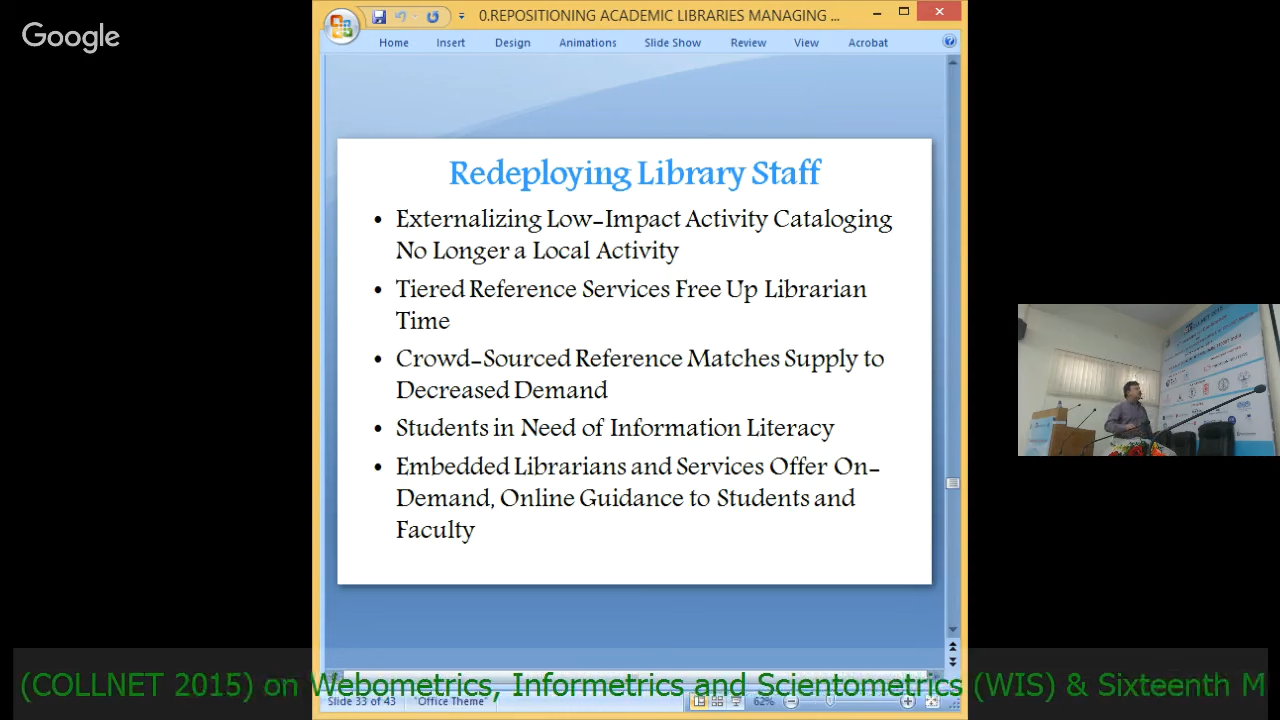 Google
0.REPOSITIONING ACADEMIC LIBRARIES MANAGING ...
Home Insert Design Animations Slide Show Review View Acrobat
Redeploying Library Staff
• Externalizing Low-Impact Activity Cataloging
No Longer a Local Activity
• Tiered Reference Services Free Up Librarian
Time
• Crowd-Sourced Reference Matches Supply to
Decreased Demand
• Students in Need of Information Literacy
• Embedded Librarians and Services Offer On-
Demand, Online Guidance to Students and
Faculty
(COLLNET 2015) on Webometrics, Informetrics and Scientometrics (WIS) & Sixteenth M
Slide 33 of 43 "Office Theme" 62%